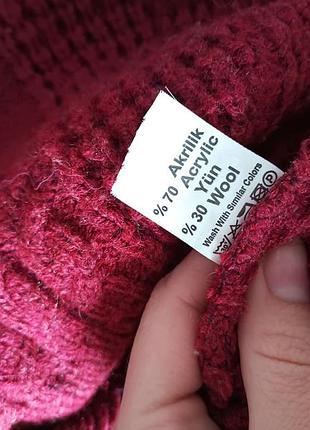 %70 Akrilik
Acrylic
Yün
%30 Wool
Wash With Similar Colors